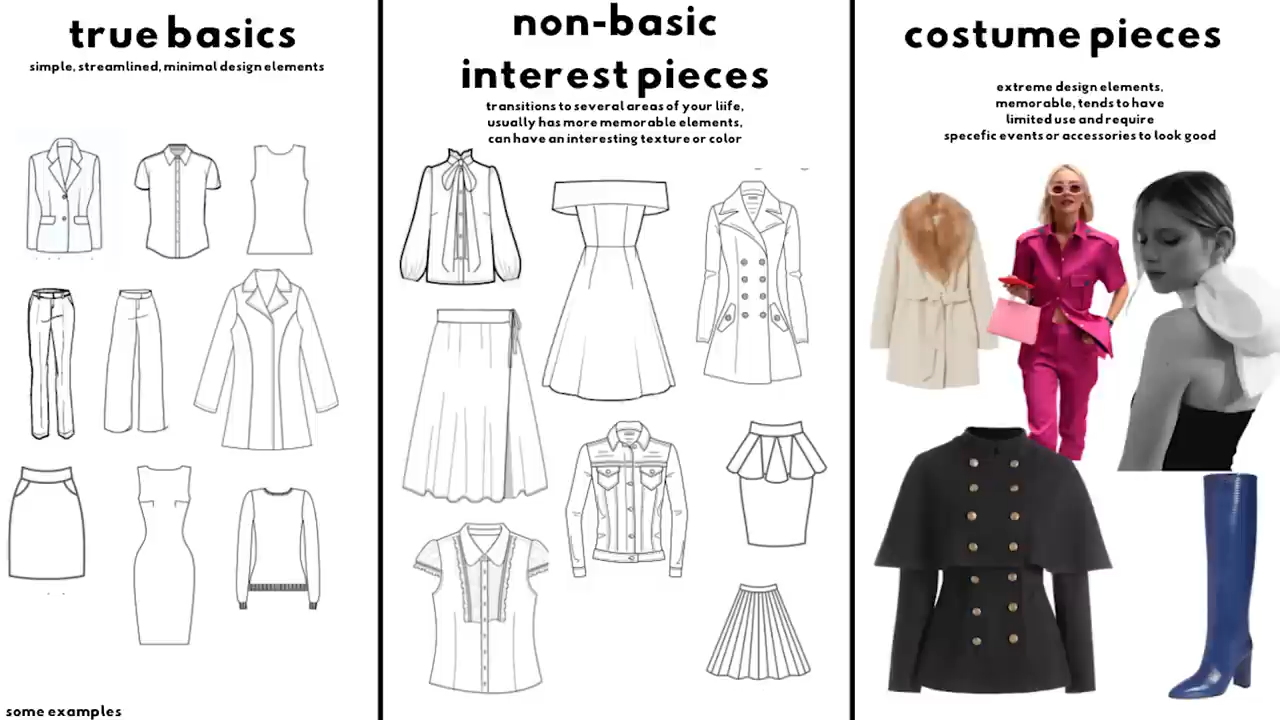 true basics
simple, streamlined, minimal design elements
some examples
non-basic
interest pieces
transitions to several areas of your liife,
usually has more memorable elements,
can have an interesting texture or color
costume pieces
extreme design elements,
memorable, tends to have
limited use and require
specefic events or accessories to look good